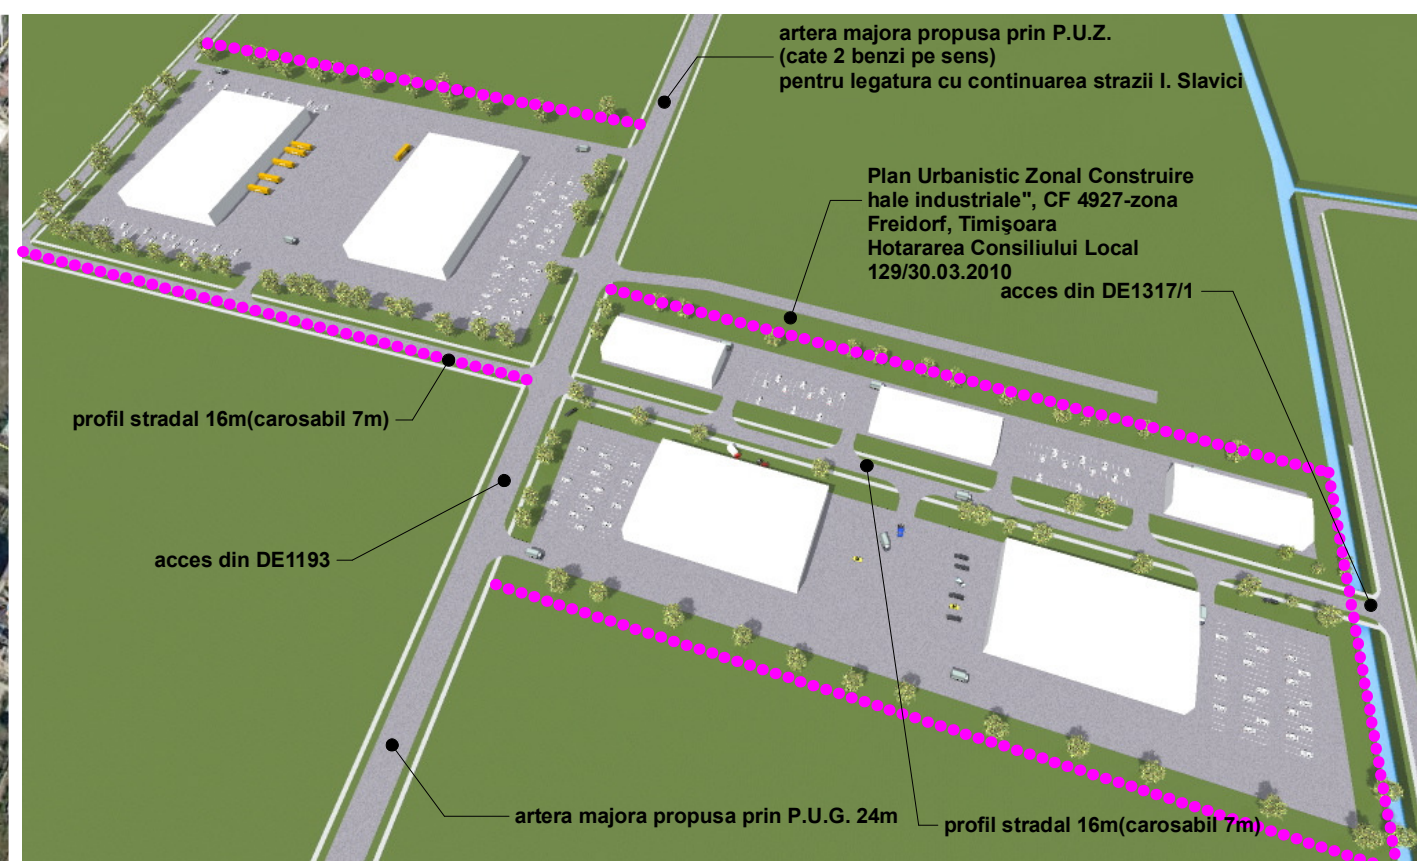 artera majora propusa prin P.U.Z.
(cate 2 benzi pe sens)
pentru legatura cu continuarea strazii I. Slavici
Plan Urbanistic Zonal Construire
hale industriale", CF 4927-zona
Freidorf, Timişoara
Hotararea Consiliului Local
129/30.03.2010
acces din DE1317/1
profil stradal 16m(carosabil 7m)
acces din DE1193
artera majora propusa prin P.U.G. 24m
profil stradal 16m(carosabil 7m)